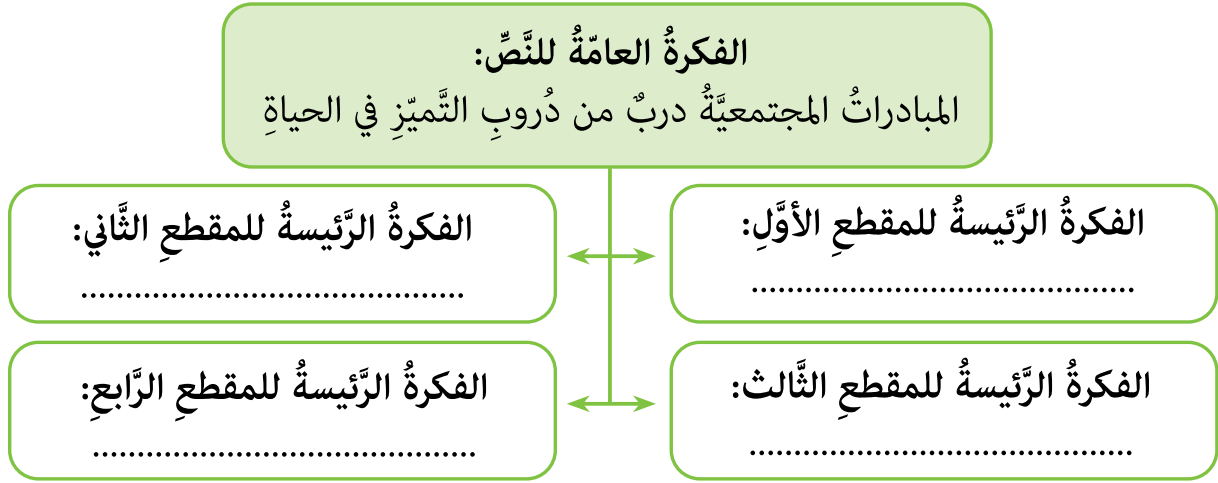 الفكرةُ العامّةُ للنَّصِّ:
المبادراتُ المجتمعيَّةُ دربٌ من دُروبِ التَّميّزِ في الحياةِ
الفكرةُ الرَّئيسةُ للمقطعِ الأوَّلِ:
...........................................
الفكرةُ الرَّئيسةُ للمقطعِ الثَّاني:
...........................................
الفكرةُ الرَّئيسةُ للمقطعِ الثَّالث:
...........................................
الفكرةُ الرَّئيسةُ للمقطعِ الرَّابعِ:
...........................................